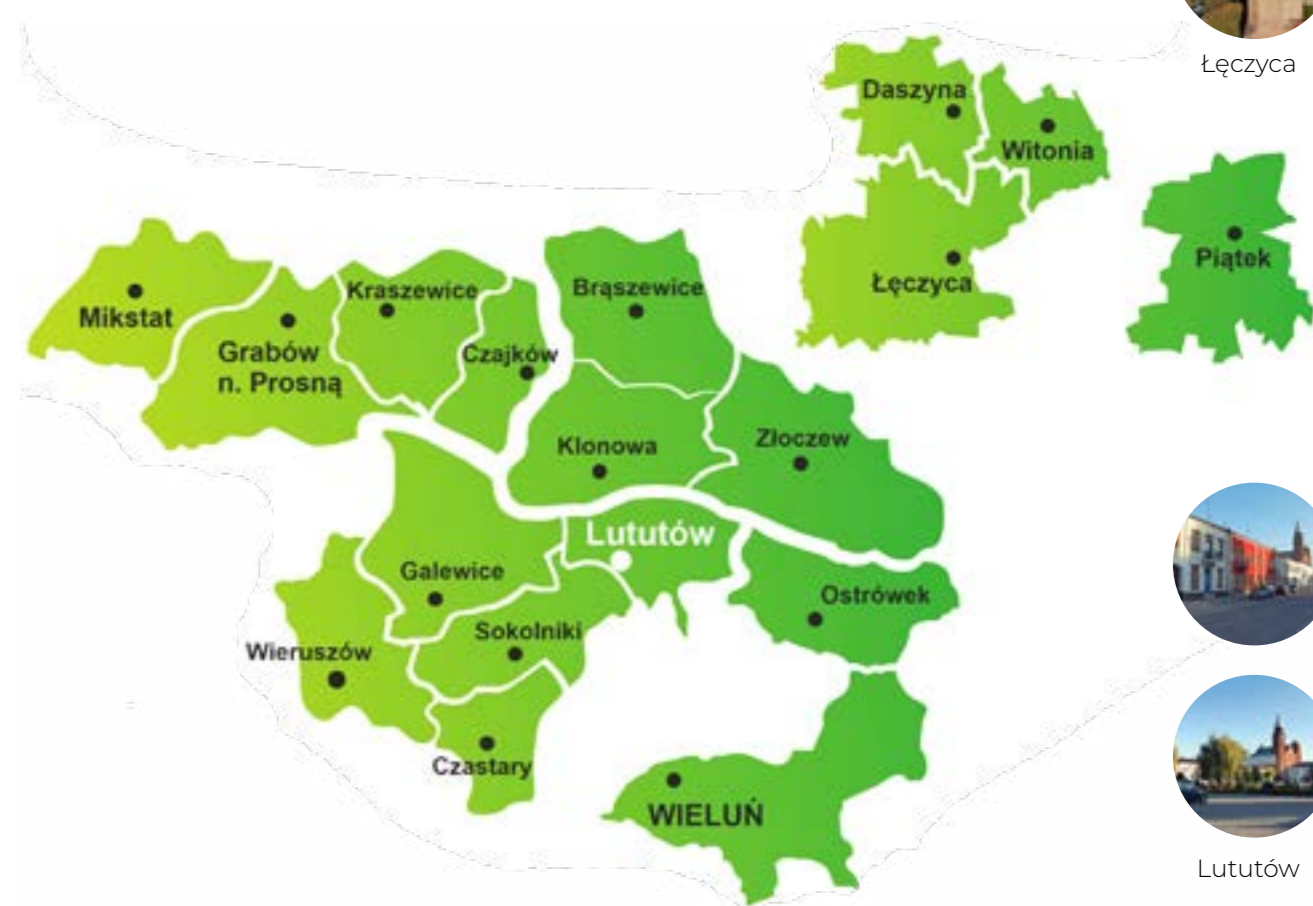 Łęczyca
Daszyna
Witonia
Łęczyca
Piątek
Mikstat
Grabów
n. Prosną
Kraszewice
Czajków
Brąszewice
Klonowa
Złoczew
Lututów
Galewice
Ostrówek
Sokolniki
Wieruszów
Czastary
WIELUŃ
Lututów